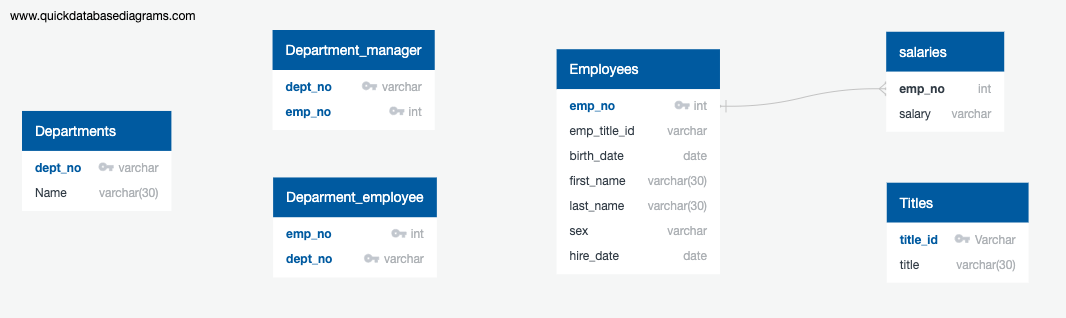 www.quickdatabasediagrams.com
Departments
dept_no varchar
Name varchar(30)
Department_manager
dept_no varchar
emp_no int
Deparment_employee
emp_no int
dept_no varchar
Employees
emp_no int
emp_title_id varchar
birth_date date
first_name varchar(30)
last_name varchar(30)
sex varchar
hire_date date
salaries
emp_no int
salary varchar
Titles
title_id Varchar
title varchar(30)